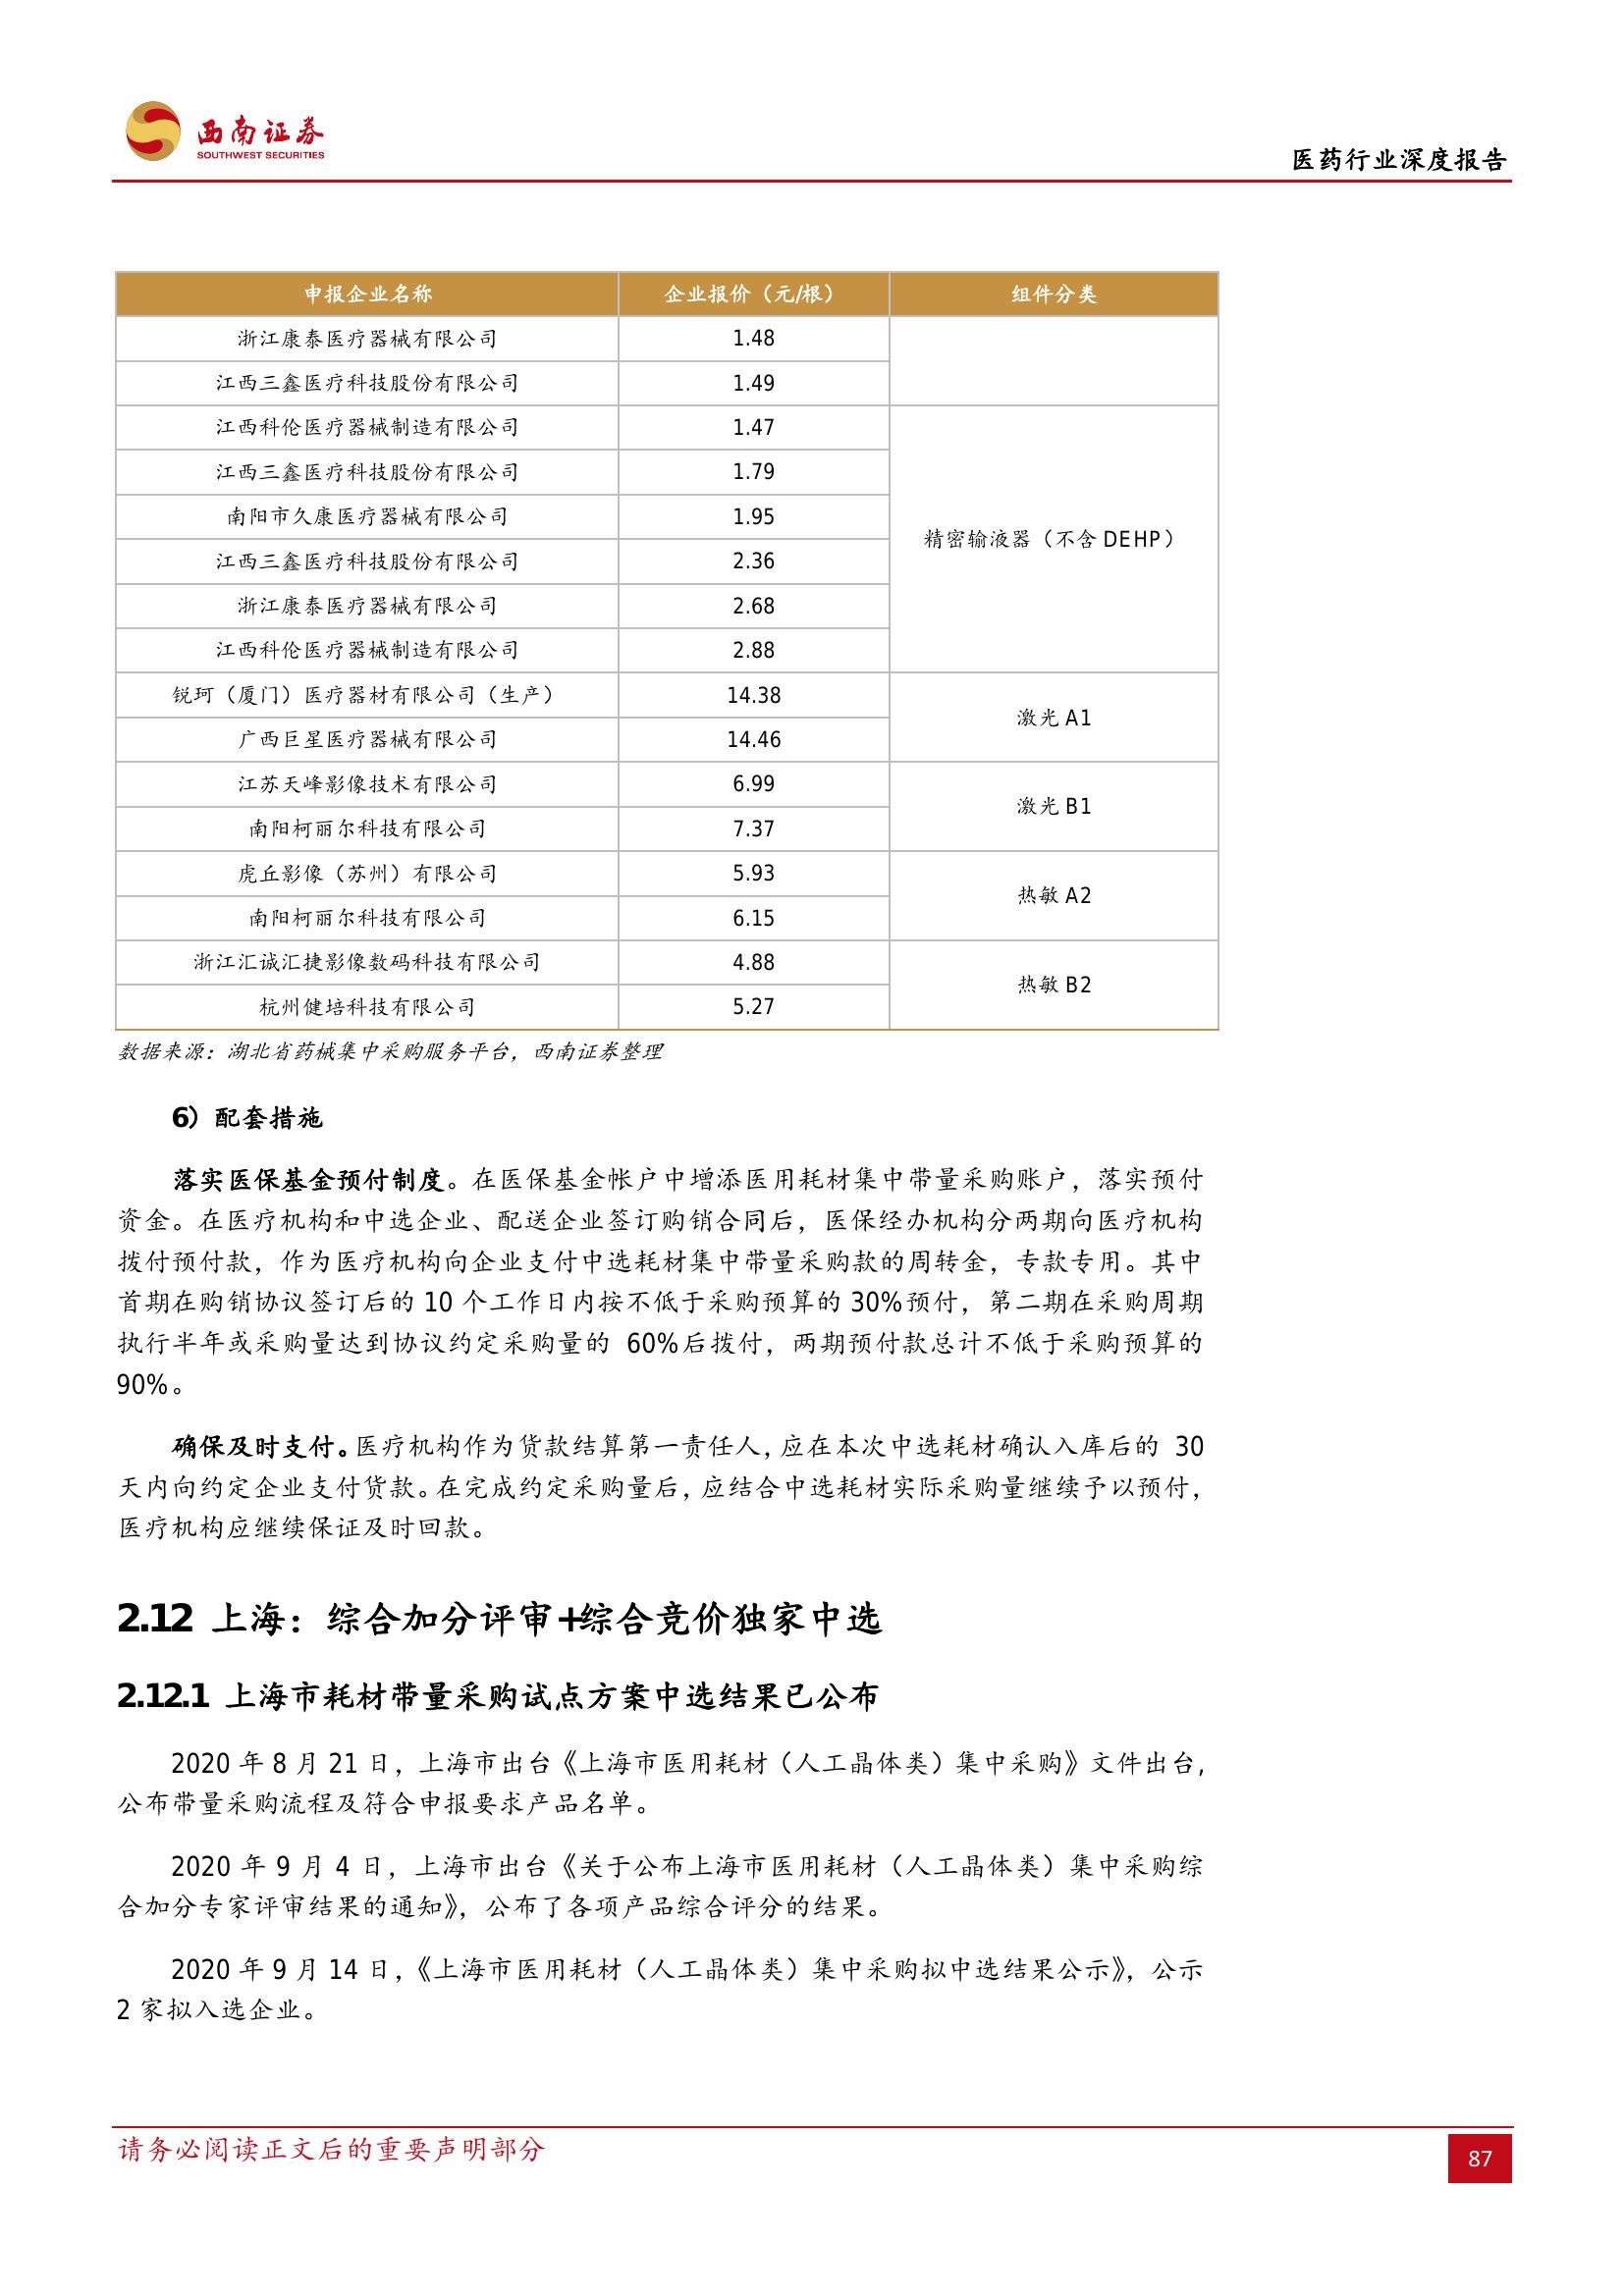 西南证券
SOUTHWEST SECURITIES
医药行业深度报告
申报企业名称 企业报价（元/根） 组件分类
浙江康泰医疗器械有限公司 1.48
江西三鑫医疗科技股份有限公司 1.49
江西科伦医疗器械制造有限公司 1.47
江西三鑫医疗科技股份有限公司 1.79
南阳市久康医疗器械有限公司 1.95
精密输液器（不含 DEHP）
江西三鑫医疗科技股份有限公司 2.36
浙江康泰医疗器械有限公司 2.68
江西科伦医疗器械制造有限公司 2.88
锐珂（厦门）医疗器材有限公司（生产） 14.38
激光 A1
广西巨星医疗器械有限公司 14.46
江苏天峰影像技术有限公司 6.99
激光 B1
南阳柯丽尔科技有限公司 7.37
虎丘影像（苏州）有限公司 5.93
热敏 A2
南阳柯丽尔科技有限公司 6.15
浙江汇诚汇捷影像数码科技有限公司 4.88
热敏 B2
杭州健培科技有限公司 5.27
数据来源：湖北省药械集中采购服务平台，西南证券整理
6）配套措施
落实医保基金预付制度。在医保基金帐户中增添医用耗材集中带量采购账户，落实预付
资金。在医疗机构和中选企业、配送企业签订购销合同后，医保经办机构分两期向医疗机构
拨付预付款，作为医疗机构向企业支付中选耗材集中带量采购款的周转金，专款专用。其中
首期在购销协议签订后的 10 个工作日内按不低于采购预算的 30%预付，第二期在采购周期
执行半年或采购量达到协议约定采购量的 60%后拨付，两期预付款总计不低于采购预算的
90%。
确保及时支付。医疗机构作为货款结算第一责任人，应在本次中选耗材确认入库后的 30
天内向约定企业支付货款。在完成约定采购量后，应结合中选耗材实际采购量继续予以预付，
医疗机构应继续保证及时回款。
2.12 上海：综合加分评审+综合竞价独家中选
2.12.1 上海市耗材带量采购试点方案中选结果已公布
2020 年 8 月 21 日，上海市出台《上海市医用耗材（人工晶体类）集中采购》文件出台，
公布带量采购流程及符合申报要求产品名单。
2020 年 9 月 4 日，上海市出台《关于公布上海市医用耗材（人工晶体类）集中采购综
合加分专家评审结果的通知》，公布了各项产品综合评分的结果。
2020 年 9 月 14 日，《上海市医用耗材（人工晶体类）集中采购拟中选结果公示》，公示
2 家拟入选企业。
请务必阅读正文后的重要声明部分
87